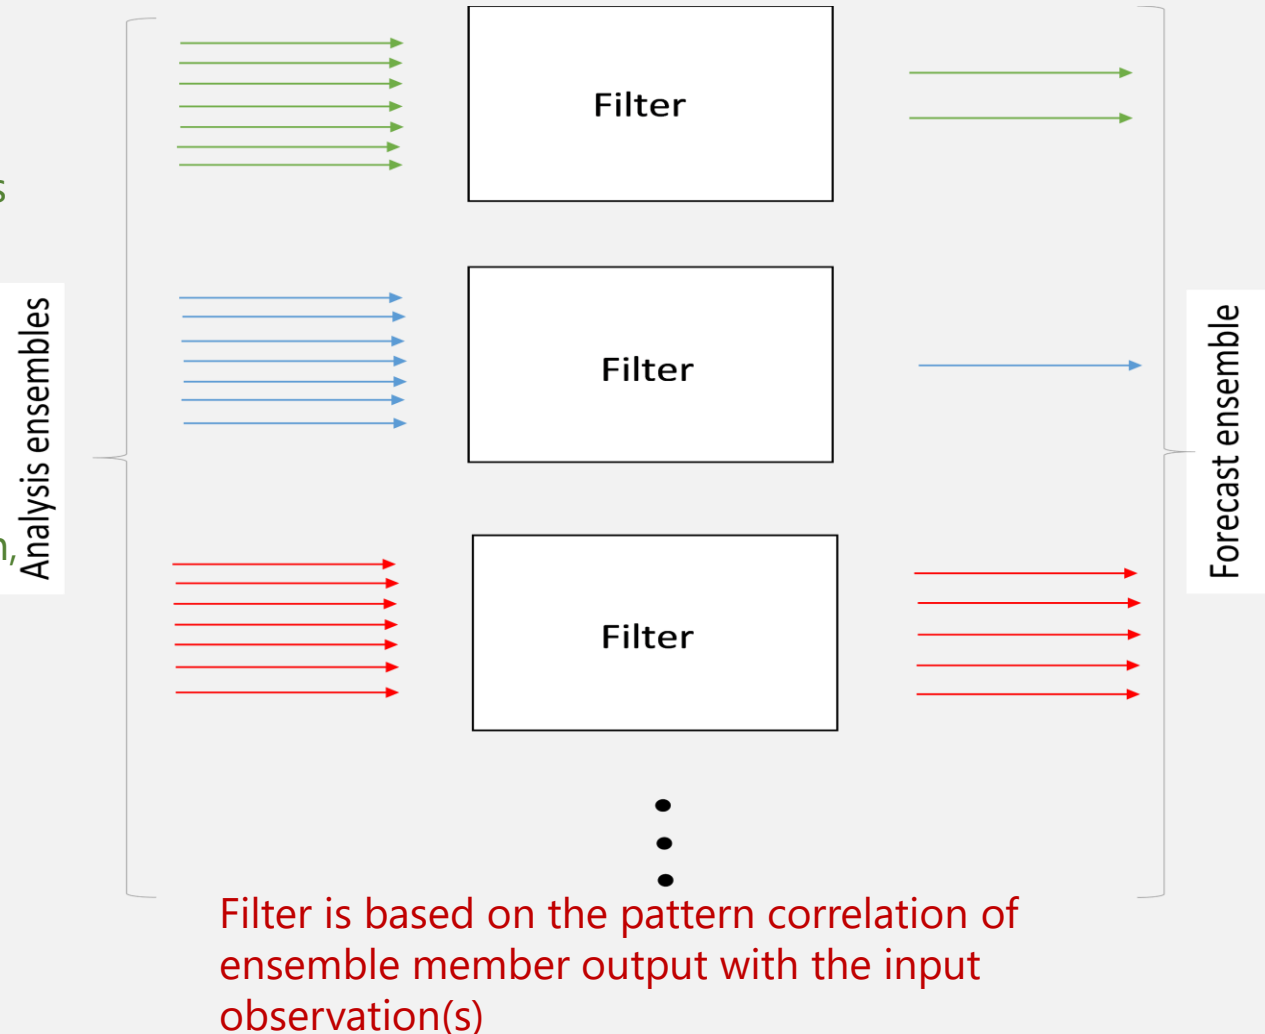 Filter
s
Analysis ensembles
Filter
Forecast ensemble
Filter
Filter is based on the pattern correlation of
ensemble member output with the input
observation(s)